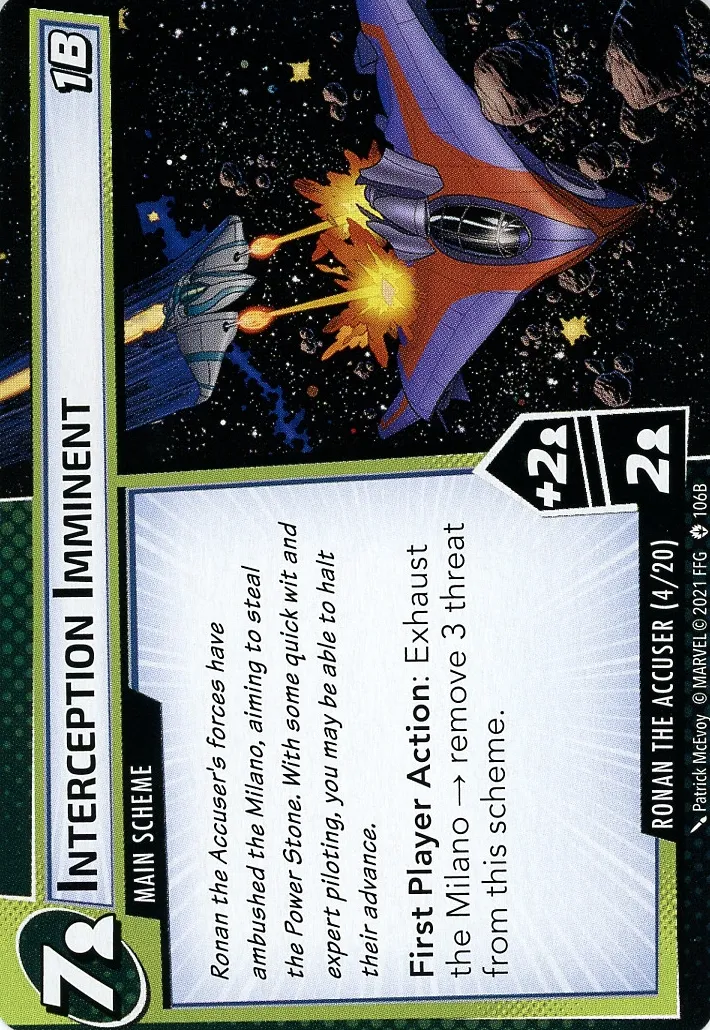 7
INTERCEPTION IMMINENT
1B
MAIN SCHEME
Ronan the Accuser's forces have
ambushed the Milano, aiming to steal
the Power Stone. With some quick wit and
expert piloting, you may be able to halt
their advance.
First Player Action: Exhaust
the Milano → remove 3 threat
from this scheme.
+2
2
RONAN THE ACCUSER (4/20)
Patrick McEvoy © MARVEL © 2021 FFG 106B